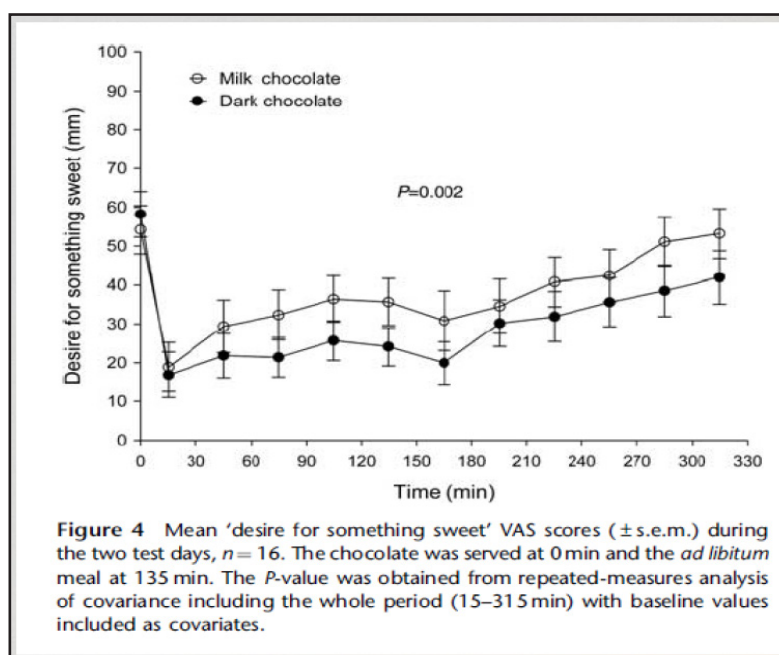 100
90
80
70
60
50
40
30
20
10
0
Desire for something sweet (mm)
Milk chocolate
Dark chocolate
P=0.002
0 30 60 90 120 150 180 210 240 270 300 330
Time (min)
Figure 4 Mean ‘desire for something sweet’ VAS scores (±s.e.m.) during
the two test days, n=16. The chocolate was served at 0 min and the ad libitum
meal at 135 min. The P-value was obtained from repeated-measures analysis
of covariance including the whole period (15–315 min) with baseline values
included as covariates.